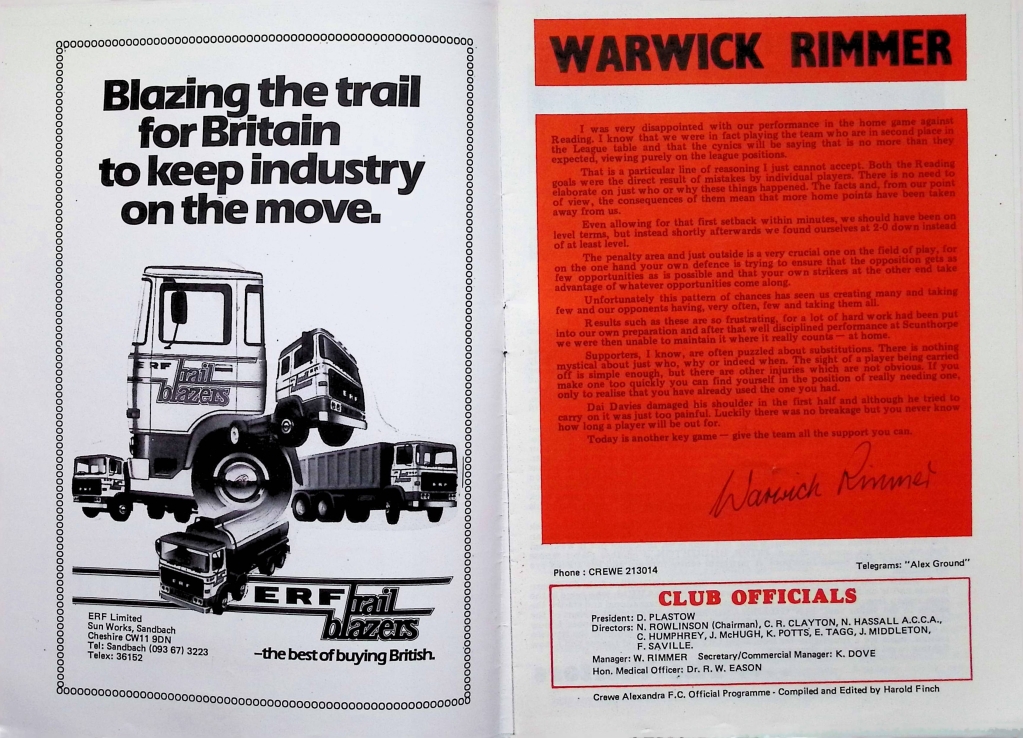 Blazing the trail
for Britain
to keep industry
on the move.
ERF
Trail
blazers
ERF
Trail
blazers
ERF Limited
Sun Works, Sandbach
Cheshire CW11 9DN
Tel: Sandbach (093 67) 3223
Telex: 36152
–the best of buying British.
WARWICK RIMMER
I was very disappointed with our performance in the home game against
Reading. I know that we were in fact playing the team who are in second place in
the League table and that the cynics will be saying that is no more than they
expected, viewing purely on the league positions.
That is a particular line of reasoning I just cannot accept. Both the Reading
goals were the direct result of mistakes by individual players. There is no need to
elaborate on just who or why these things happened. The facts and, from our point
of view, the consequences of them mean that more home points have been taken
away from us.
Even allowing for that first setback within minutes, we should have been on
level terms, but instead shortly afterwards we found ourselves at 2-0 down instead
of at least level.
The penalty area and just outside is a very crucial one on the field of play, for
on the one hand your own defence is trying to ensure that the opposition gets as
few opportunities as is possible and that your own strikers at the other end take
advantage of whatever opportunities come along.
Unfortunately this pattern of chances has seen us creating many and taking
few and our opponents having, very often, few and taking them all.
Results such as these are so frustrating, for a lot of hard work had been put
into our own preparation and after that well disciplined performance at Scunthorpe
we were then unable to maintain it where it really counts — at home.
Supporters, I know, are often puzzled about substitutions. There is nothing
mystical about just who, why or indeed when. The sight of a player being carried
off is simple enough, but there are other injuries which are not obvious. If you
make one too quickly you can find yourself in the position of really needing one,
only to realise that you have already used the one you had.
Dai Davies damaged his shoulder in the first half and although he tried to
carry on it was just too painful. Luckily there was no breakage but you never know
how long a player will be out for.
Today is another key game — give the team all the support you can.
Warwick Rimmer
Phone : CREWE 213014
Telegrams: "Alex Ground"
CLUB OFFICIALS
President: D. PLASTOW
Directors: N. ROWLINSON (Chairman), C. R. CLAYTON, N. HASSALL A.C.C.A.,
C. HUMPHREY, J. McHUGH, K. POTTS, E. TAGG, J. MIDDLETON,
F. SAVILLE.
Manager: W. RIMMER Secretary/Commercial Manager: K. DOVE
Hon. Medical Officer: Dr. R. W. EASON
Crewe Alexandra F.C. Official Programme - Compiled and Edited by Harold Finch